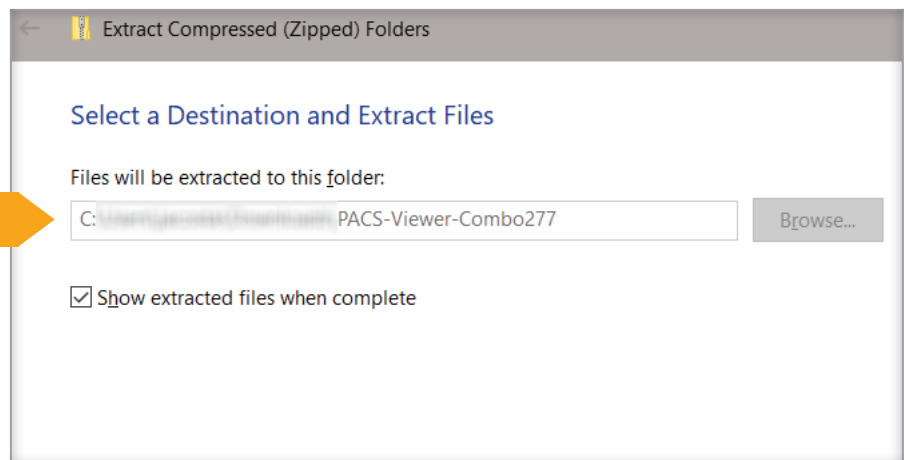 Extract Compressed (Zipped) Folders
Select a Destination and Extract Files
Files will be extracted to this folder:
C: PACS-Viewer-Combo277
Browse...
Show extracted files when complete